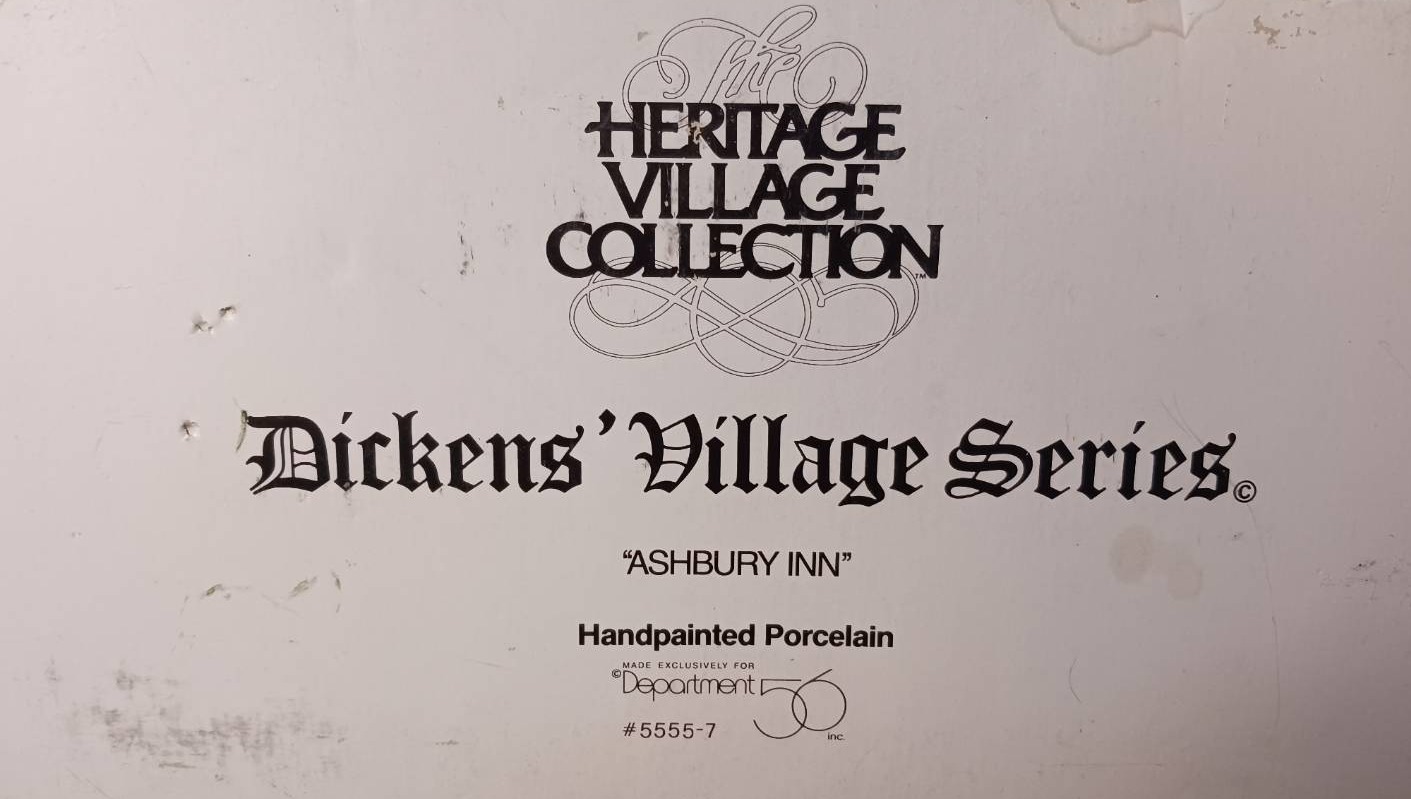 The
HERITAGE
VILLAGE
COLLECTION™
Dickens' Village Series©
“ASHBURY INN”
Handpainted Porcelain
MADE EXCLUSIVELY FOR
©Department 56 inc.
#5555-7